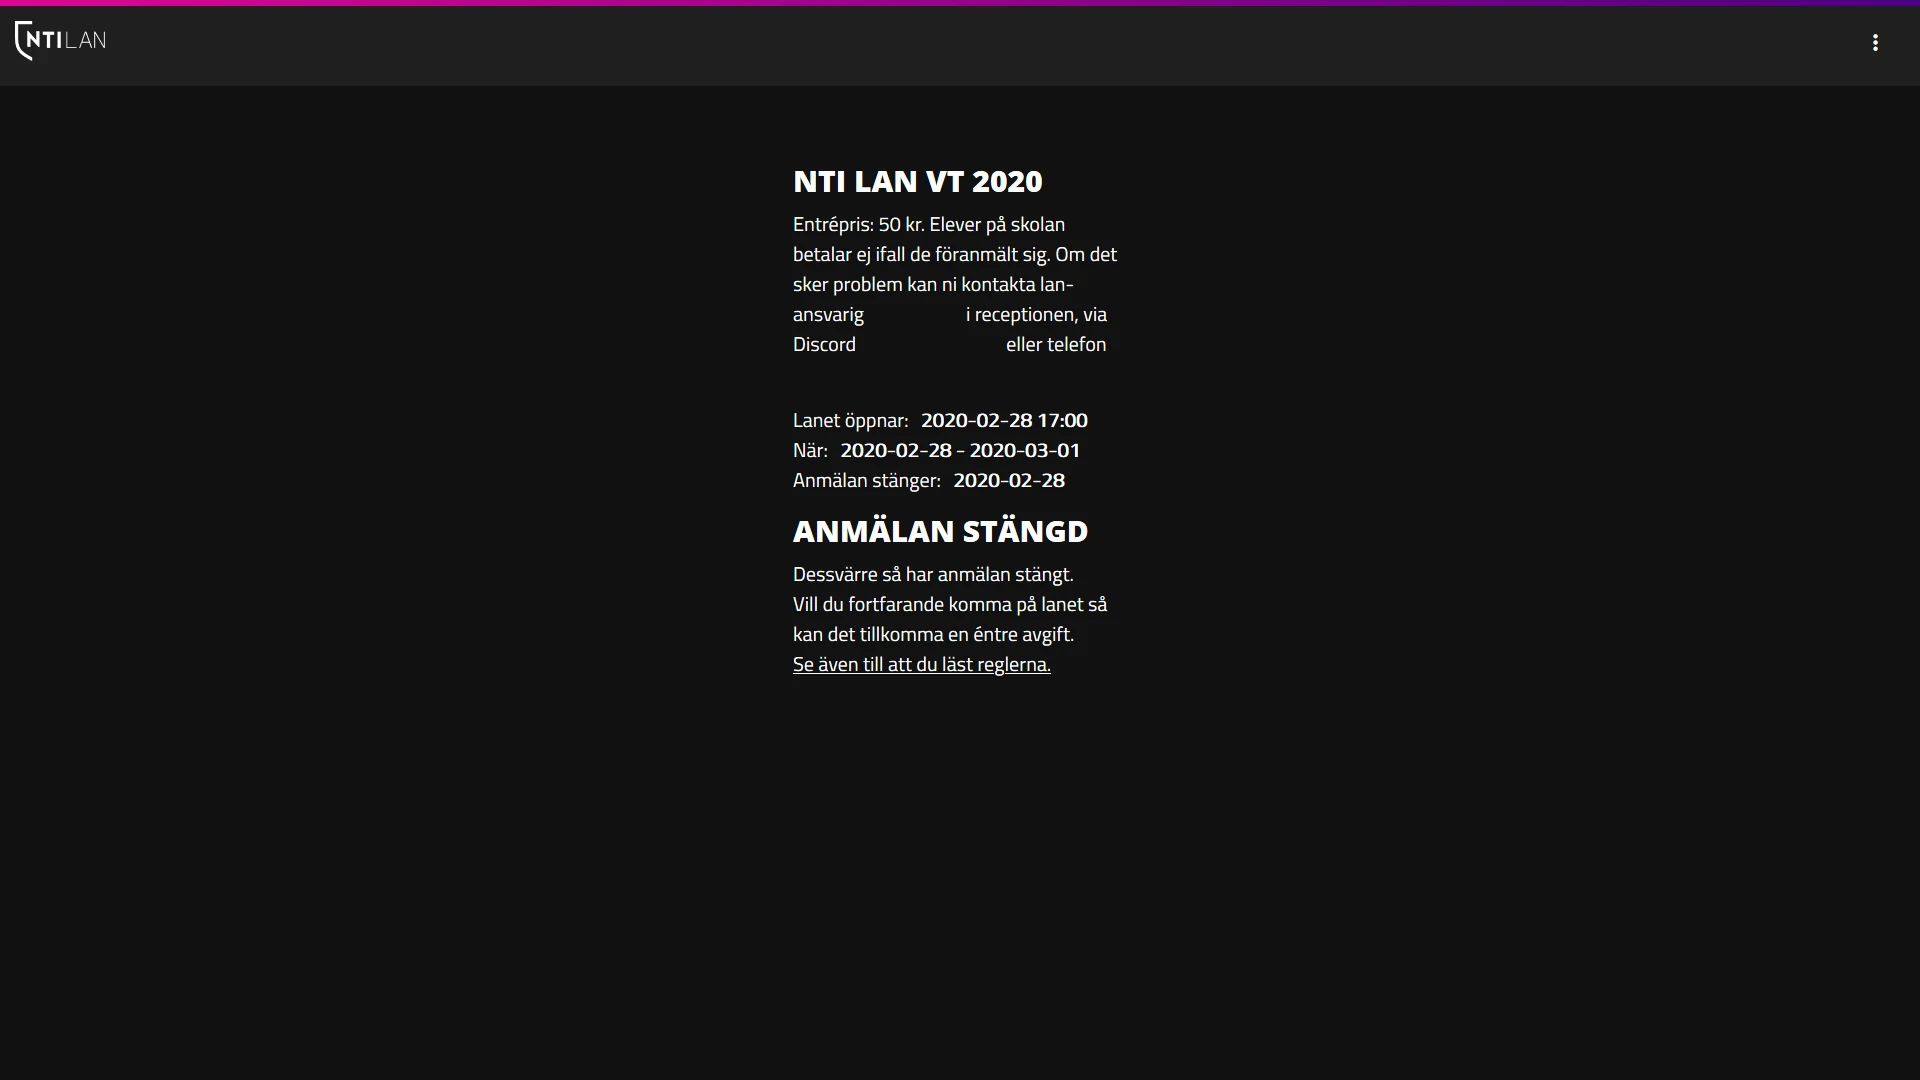 NTI LAN
NTI LAN VT 2020
Entrépris: 50 kr. Elever på skolan
betalar ej ifall de föranmält sig. Om det
sker problem kan ni kontakta lan-
ansvarig i receptionen, via
Discord eller telefon
Lanet öppnar: 2020-02-28 17:00
När: 2020-02-28 - 2020-03-01
Anmälan stänger: 2020-02-28
ANMÄLAN STÄNGD
Dessvärre så har anmälan stängt.
Vill du fortfarande komma på lanet så
kan det tillkomma en éntre avgift.
Se även till att du läst reglerna.